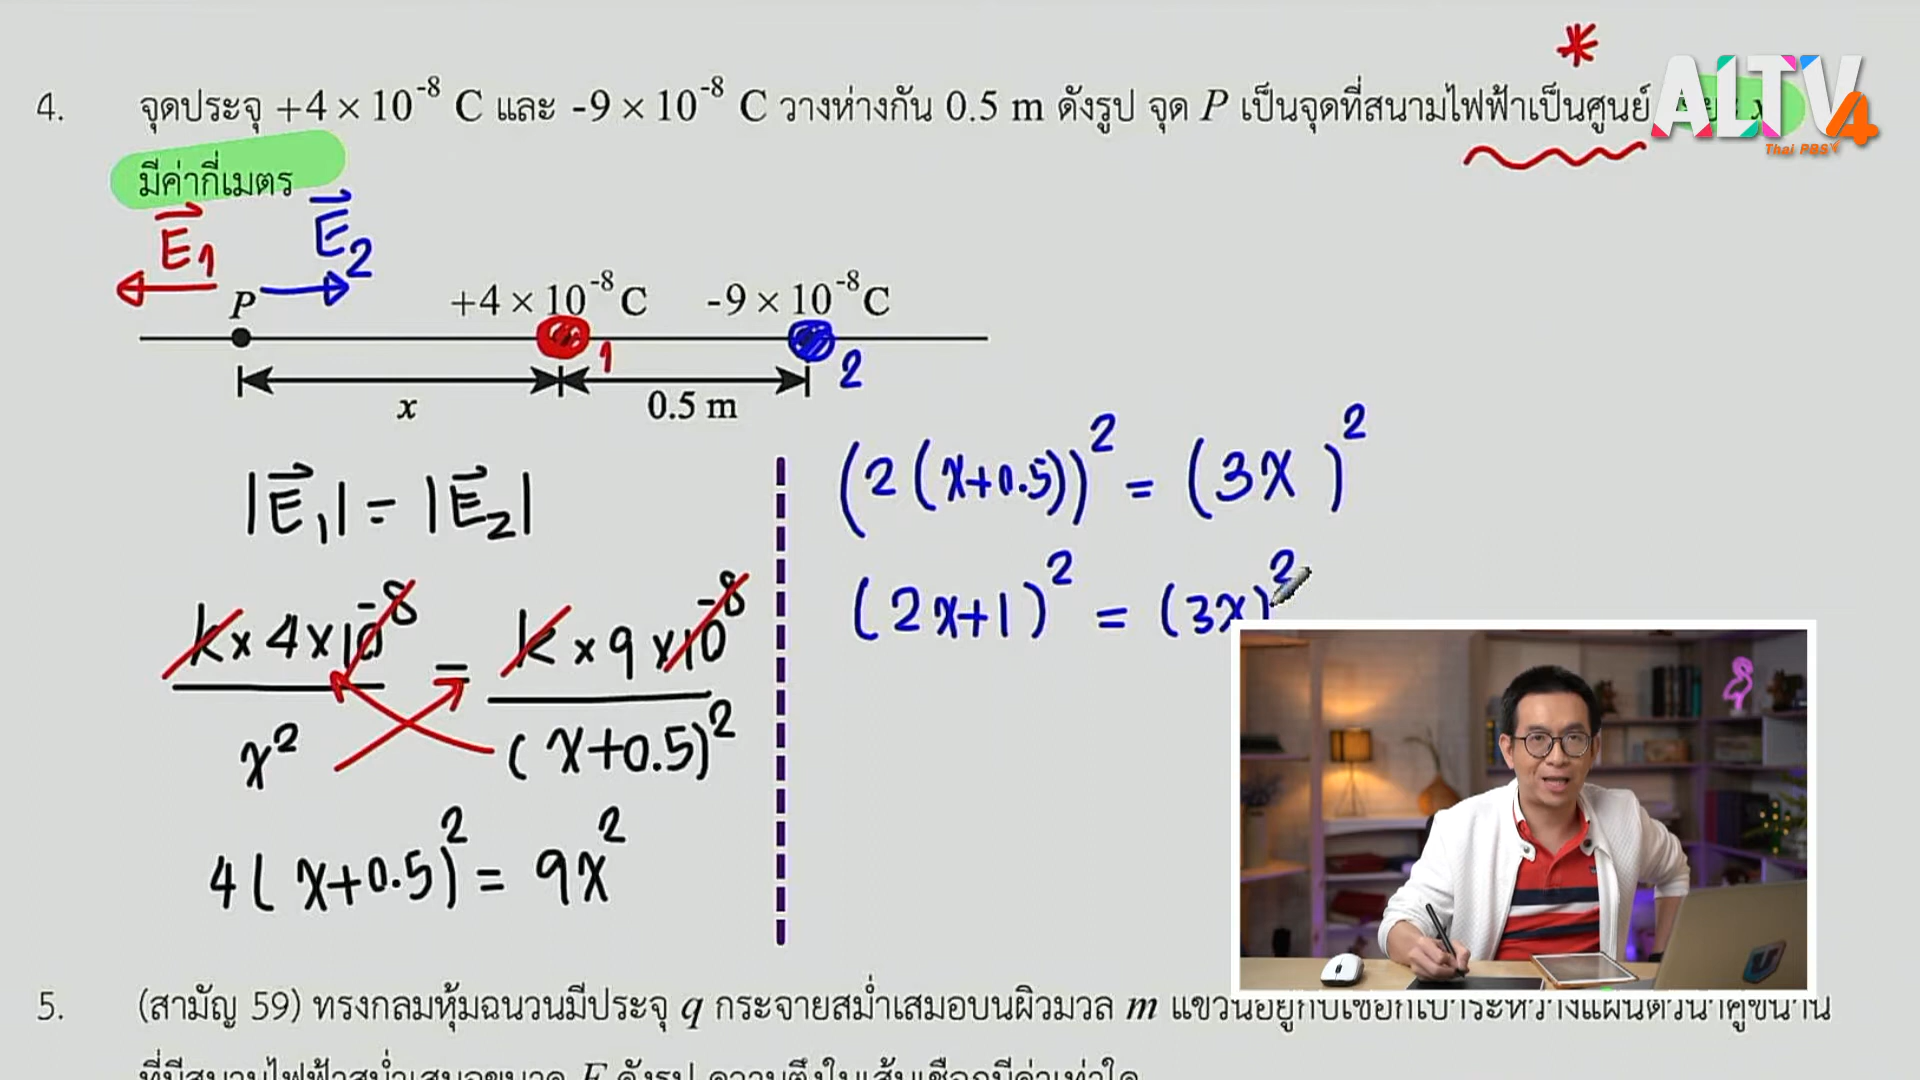 *
ALTV4
Thai PBS
4. จุดประจุ +4 × 10⁻⁸ C และ -9 × 10⁻⁸ C วางห่างกัน 0.5 m ดังรูป จุด P เป็นจุดที่สนามไฟฟ้าเป็นศูนย์
มีค่ากี่เมตร
E₁ E₂
P +4 × 10⁻⁸ C -9 × 10⁻⁸ C
1 2
x 0.5 m
|E₁| = |E₂|
k × 4 × 10⁻⁸ = k × 9 × 10⁻⁸
x² (x+0.5)²
4(x+0.5)² = 9x²
(2(x+0.5))² = (3x)²
(2x+1)² = (3x)²
5. (สามัญ 59) ทรงกลมหุ้มฉนวนมีประจุ q กระจายสม่ำเสมอบนผิวมวล m